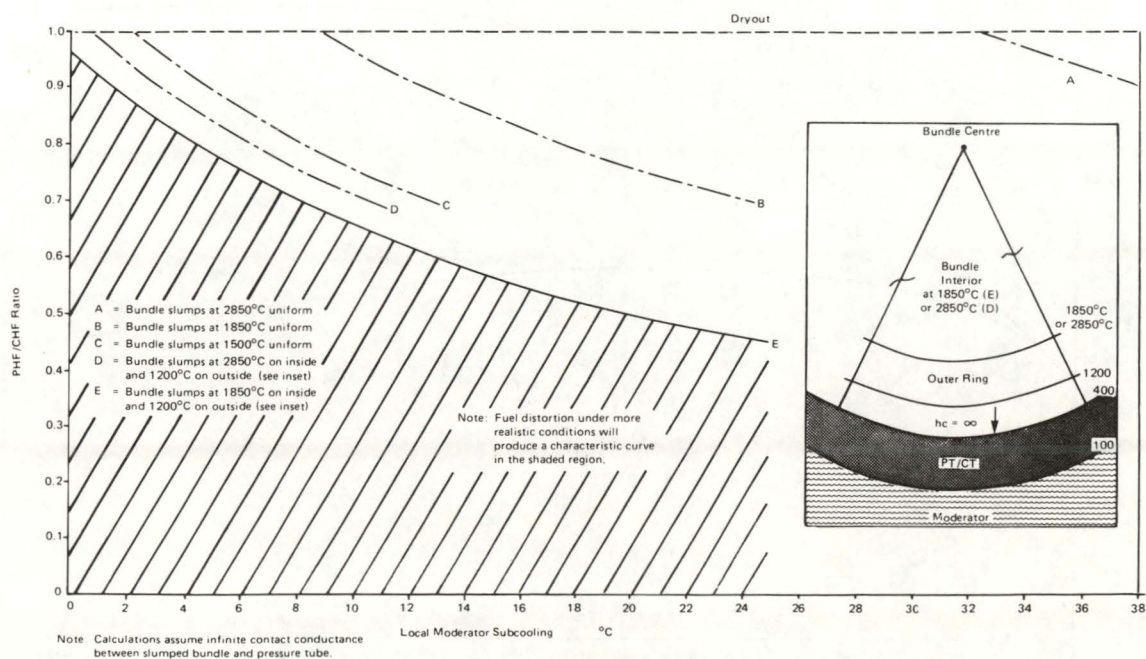 Dryout
1.0
0.9
0.8
0.7
0.6
0.5
0.4
0.3
0.2
0.1
0
PHF/CHF Ratio
A
B
C
D
E
A = Bundle slumps at 2850°C uniform
B = Bundle slumps at 1850°C uniform
C = Bundle slumps at 1500°C uniform
D = Bundle slumps at 2850°C on inside
and 1200°C on outside (see inset)
E = Bundle slumps at 1850°C on inside
and 1200°C on outside (see inset)
Note: Fuel distortion under more
realistic conditions will
produce a characteristic curve
in the shaded region.
Bundle Centre
Bundle
Interior
at 1850°C (E)
or 2850°C (D)
1850°C
or 2850°C
Outer Ring
1200
400
hc = ∞
100
PT/CT
Moderator
0 2 4 6 8 10 12 14 16 18 20 22 24 26 28 30 32 34 36 38
Local Moderator Subcooling °C
Note Calculations assume infinite contact conductance
between slumped bundle and pressure tube.